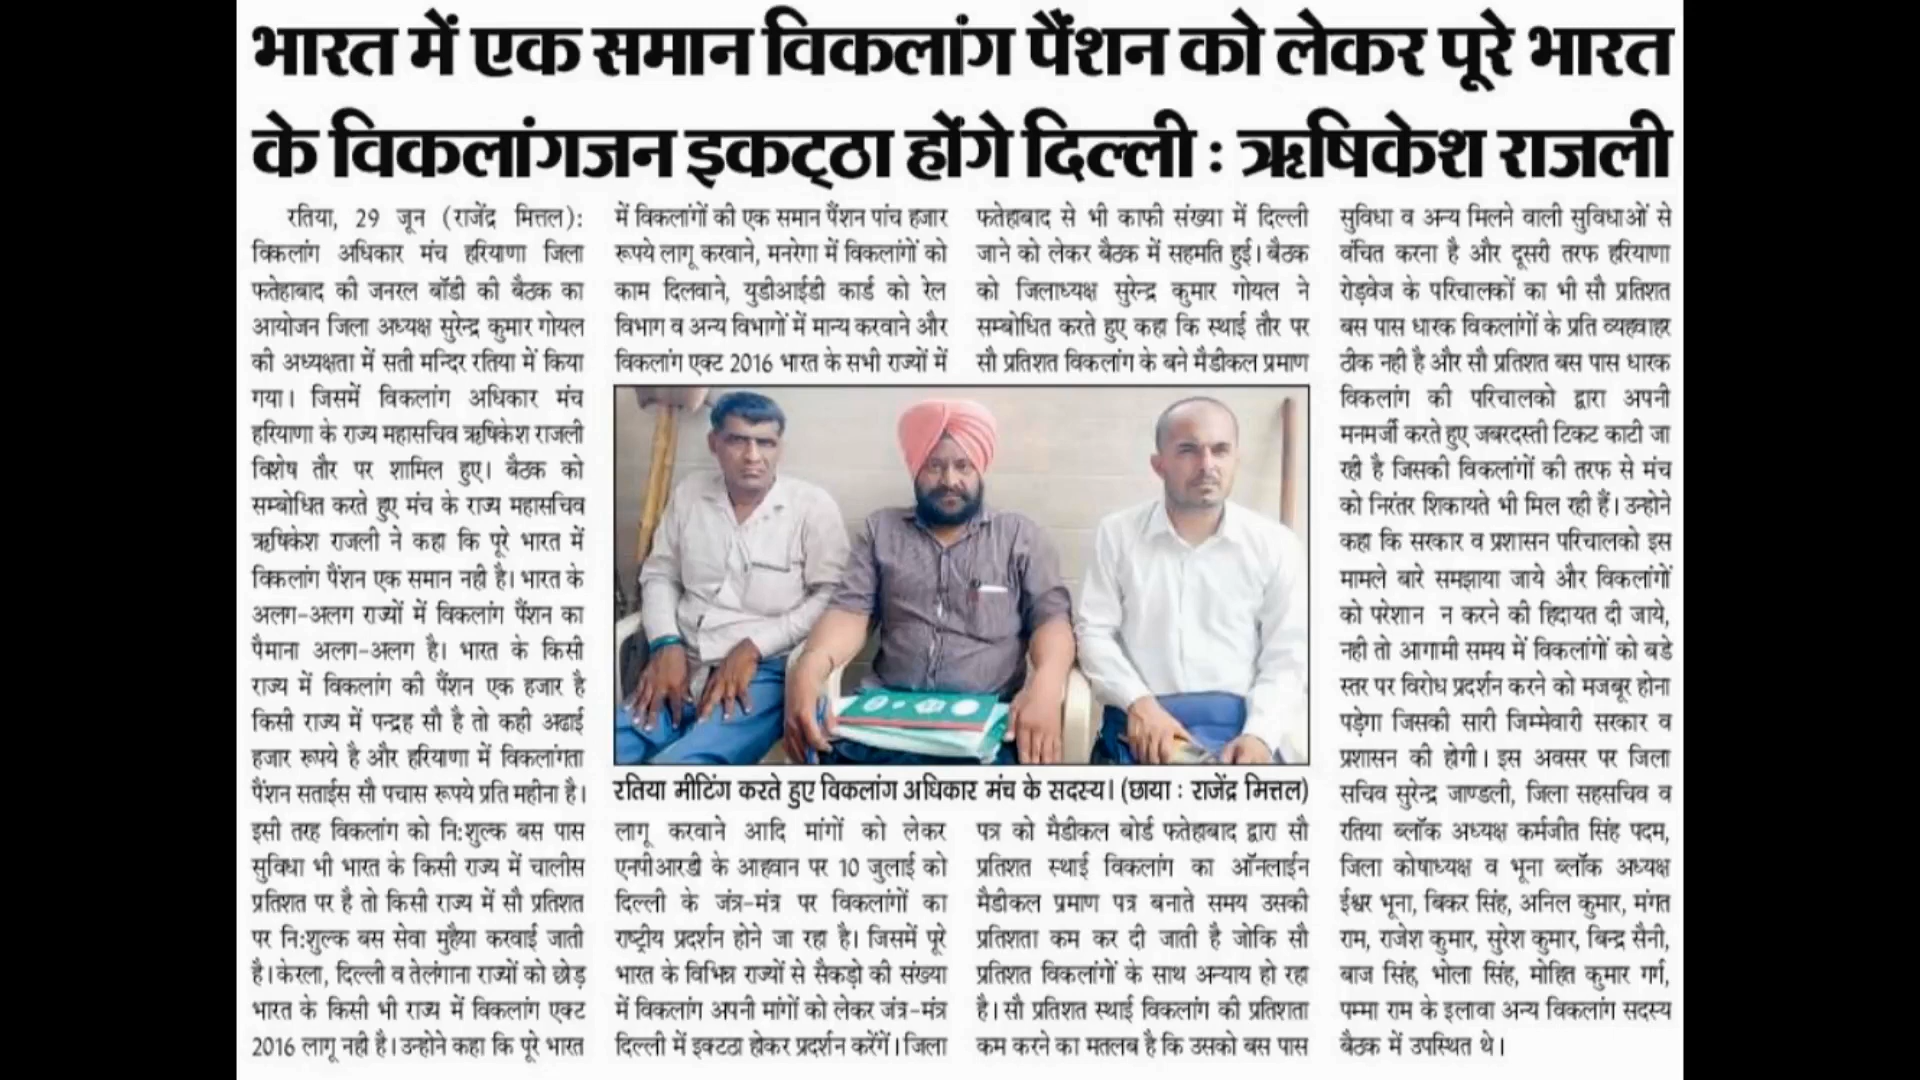 भारत में एक समान विकलांग पैंशन को लेकर पूरे भारत
के विकलांगजन इकट्ठा होंगे दिल्ली : ऋषिकेश राजली
रतिया, 29 जून (राजेंद्र मित्तल):
विकलांग अधिकार मंच हरियाणा जिला
फतेहाबाद की जनरल बॉडी की बैठक का
आयोजन जिला अध्यक्ष सुरेन्द्र कुमार गोयल
की अध्यक्षता में सती मन्दिर रतिया में किया
गया। जिसमें विकलांग अधिकार मंच
हरियाणा के राज्य महासचिव ऋषिकेश राजली
विशेष तौर पर शामिल हुए। बैठक को
सम्बोधित करते हुए मंच के राज्य महासचिव
ऋषिकेश राजली ने कहा कि पूरे भारत में
विकलांग पैंशन एक समान नही है। भारत के
अलग-अलग राज्यों में विकलांग पैंशन का
पैमाना अलग-अलग है। भारत के किसी
राज्य में विकलांग की पैंशन एक हजार है
किसी राज्य में पन्द्रह सौ है तो कही अढाई
हजार रूपये है और हरियाणा में विकलांगता
पैंशन सताईस सौ पचास रूपये प्रति महीना है।
इसी तरह विकलांग को नि:शुल्क बस पास
सुविधा भी भारत के किसी राज्य में चालीस
प्रतिशत पर है तो किसी राज्य में सौ प्रतिशत
पर नि:शुल्क बस सेवा मुहैया करवाई जाती
है। केरला, दिल्ली व तेलंगाना राज्यों को छोड़
भारत के किसी भी राज्य में विकलांग एक्ट
2016 लागू नही है। उन्होने कहा कि पूरे भारत
में विकलांगों की एक समान पैंशन पांच हजार
रूपये लागू करवाने, मनरेगा में विकलांगों को
काम दिलवाने, युडीआईडी कार्ड को रेल
विभाग व अन्य विभागों में मान्य करवाने और
विकलांग एक्ट 2016 भारत के सभी राज्यों में
रतिया मीटिंग करते हुए विकलांग अधिकार मंच के सदस्य। (छाया : राजेंद्र मित्तल)
लागू करवाने आदि मांगों को लेकर
एनपीआरडी के आहवान पर 10 जुलाई को
दिल्ली के जंत्र-मंत्र पर विकलांगों का
राष्ट्रीय प्रदर्शन होने जा रहा है। जिसमें पूरे
भारत के विभिन्न राज्यों से सैकड़ो की संख्या
में विकलांग अपनी मांगों को लेकर जंत्र-मंत्र
दिल्ली में इक्टठा होकर प्रदर्शन करेंगें। जिला
फतेहाबाद से भी काफी संख्या में दिल्ली
जाने को लेकर बैठक में सहमति हुई। बैठक
को जिलाध्यक्ष सुरेन्द्र कुमार गोयल ने
सम्बोधित करते हुए कहा कि स्थाई तौर पर
सौ प्रतिशत विकलांग के बने मैडीकल प्रमाण
पत्र को मैडीकल बोर्ड फतेहाबाद द्वारा सौ
प्रतिशत स्थाई विकलांग का ऑनलाईन
मैडीकल प्रमाण पत्र बनाते समय उसकी
प्रतिशता कम कर दी जाती है जोकि सौ
प्रतिशत विकलांगों के साथ अन्याय हो रहा
है। सौ प्रतिशत स्थाई विकलांग की प्रतिशता
कम करने का मतलब है कि उसको बस पास
सुविधा व अन्य मिलने वाली सुविधाओं से
वंचित करना है और दूसरी तरफ हरियाणा
रोड़वेज के परिचालकों का भी सौ प्रतिशत
बस पास धारक विकलांगों के प्रति व्यहवाहर
ठीक नही है और सौ प्रतिशत बस पास धारक
विकलांग की परिचालको द्वारा अपनी
मनमर्जी करते हुए जबरदस्ती टिकट काटी जा
रही है जिसकी विकलांगों की तरफ से मंच
को निरंतर शिकायते भी मिल रही हैं। उन्होने
कहा कि सरकार व प्रशासन परिचालको इस
मामले बारे समझाया जाये और विकलांगों
को परेशान न करने की हिदायत दी जाये,
नही तो आगामी समय में विकलांगों को बडे
स्तर पर विरोध प्रदर्शन करने को मजबूर होना
पड़ेगा जिसकी सारी जिम्मेवारी सरकार व
प्रशासन की होगी। इस अवसर पर जिला
सचिव सुरेन्द्र जाण्डली, जिला सहसचिव व
रतिया ब्लॉक अध्यक्ष कर्मजीत सिंह पदम,
जिला कोषाध्यक्ष व भूना ब्लॉक अध्यक्ष
ईश्वर भूना, बिकर सिंह, अनिल कुमार, मंगत
राम, राजेश कुमार, सुरेश कुमार, बिन्द्र सैनी,
बाज सिंह, भोला सिंह, मोहित कुमार गर्ग,
पम्मा राम के इलावा अन्य विकलांग सदस्य
बैठक में उपस्थित थे।